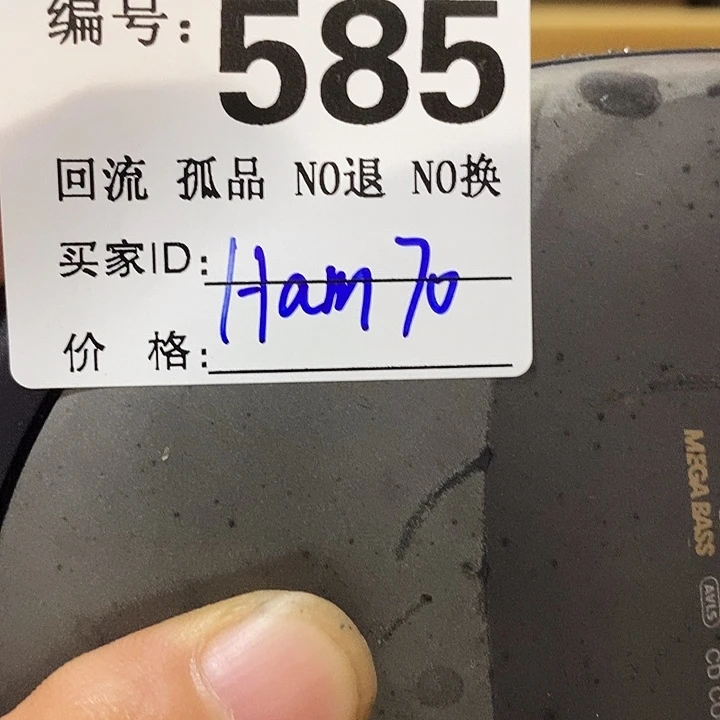 编号: 585
回流 孤品 NO退 NO换
买家ID: Ham 70
价 格:
MEGA BASS
AVLS